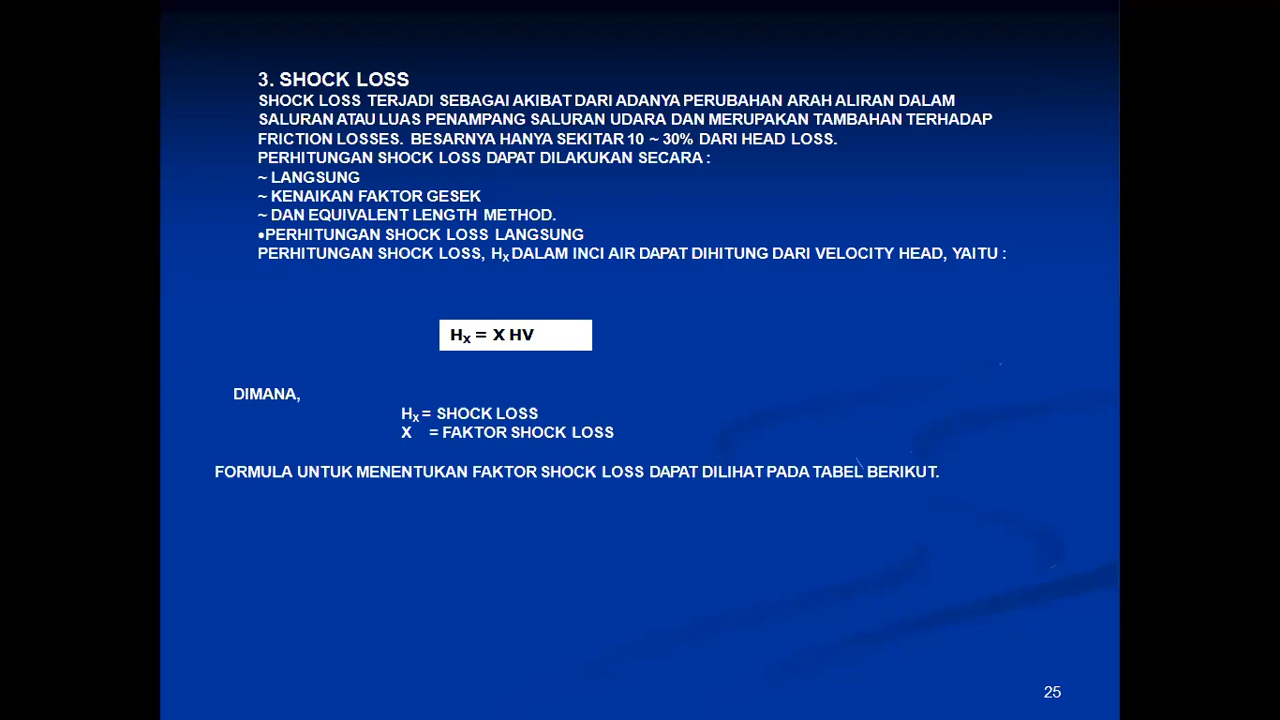 3. SHOCK LOSS
SHOCK LOSS TERJADI SEBAGAI AKIBAT DARI ADANYA PERUBAHAN ARAH ALIRAN DALAM
SALURAN ATAU LUAS PENAMPANG SALURAN UDARA DAN MERUPAKAN TAMBAHAN TERHADAP
FRICTION LOSSES. BESARNYA HANYA SEKITAR 10 ~ 30% DARI HEAD LOSS.
PERHITUNGAN SHOCK LOSS DAPAT DILAKUKAN SECARA :
~ LANGSUNG
~ KENAIKAN FAKTOR GESEK
~ DAN EQUIVALENT LENGTH METHOD.
•PERHITUNGAN SHOCK LOSS LANGSUNG
PERHITUNGAN SHOCK LOSS, HX DALAM INCI AIR DAPAT DIHITUNG DARI VELOCITY HEAD, YAITU :
HX = X HV
DIMANA,
HX = SHOCK LOSS
X = FAKTOR SHOCK LOSS
FORMULA UNTUK MENENTUKAN FAKTOR SHOCK LOSS DAPAT DILIHAT PADA TABEL BERIKUT.
25